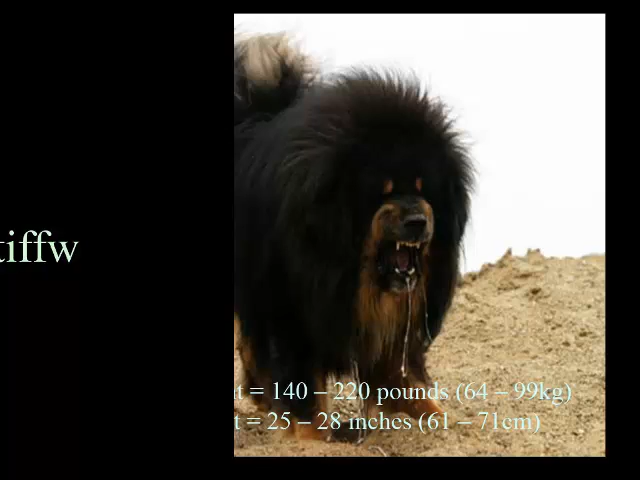 tiffw
t = 140 – 220 pounds (64 – 99kg)
t = 25 – 28 inches (61 – 71cm)